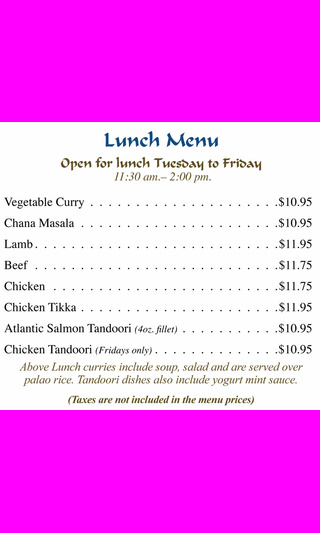 Lunch Menu
Open for lunch Tuesday to Friday
11:30 am.– 2:00 pm.
Vegetable Curry . . . . . . . . . . . . . . . . . .$10.95
Chana Masala . . . . . . . . . . . . . . . . . . .$10.95
Lamb. . . . . . . . . . . . . . . . . . . . . . . .$11.95
Beef . . . . . . . . . . . . . . . . . . . . . . . .$11.75
Chicken . . . . . . . . . . . . . . . . . . . . . .$11.75
Chicken Tikka . . . . . . . . . . . . . . . . . . .$11.95
Atlantic Salmon Tandoori (4oz. fillet) . . . . . . . . .$10.95
Chicken Tandoori (Fridays only) . . . . . . . . . . . .$10.95
Above Lunch curries include soup, salad and are served over
palao rice. Tandoori dishes also include yogurt mint sauce.
(Taxes are not included in the menu prices)